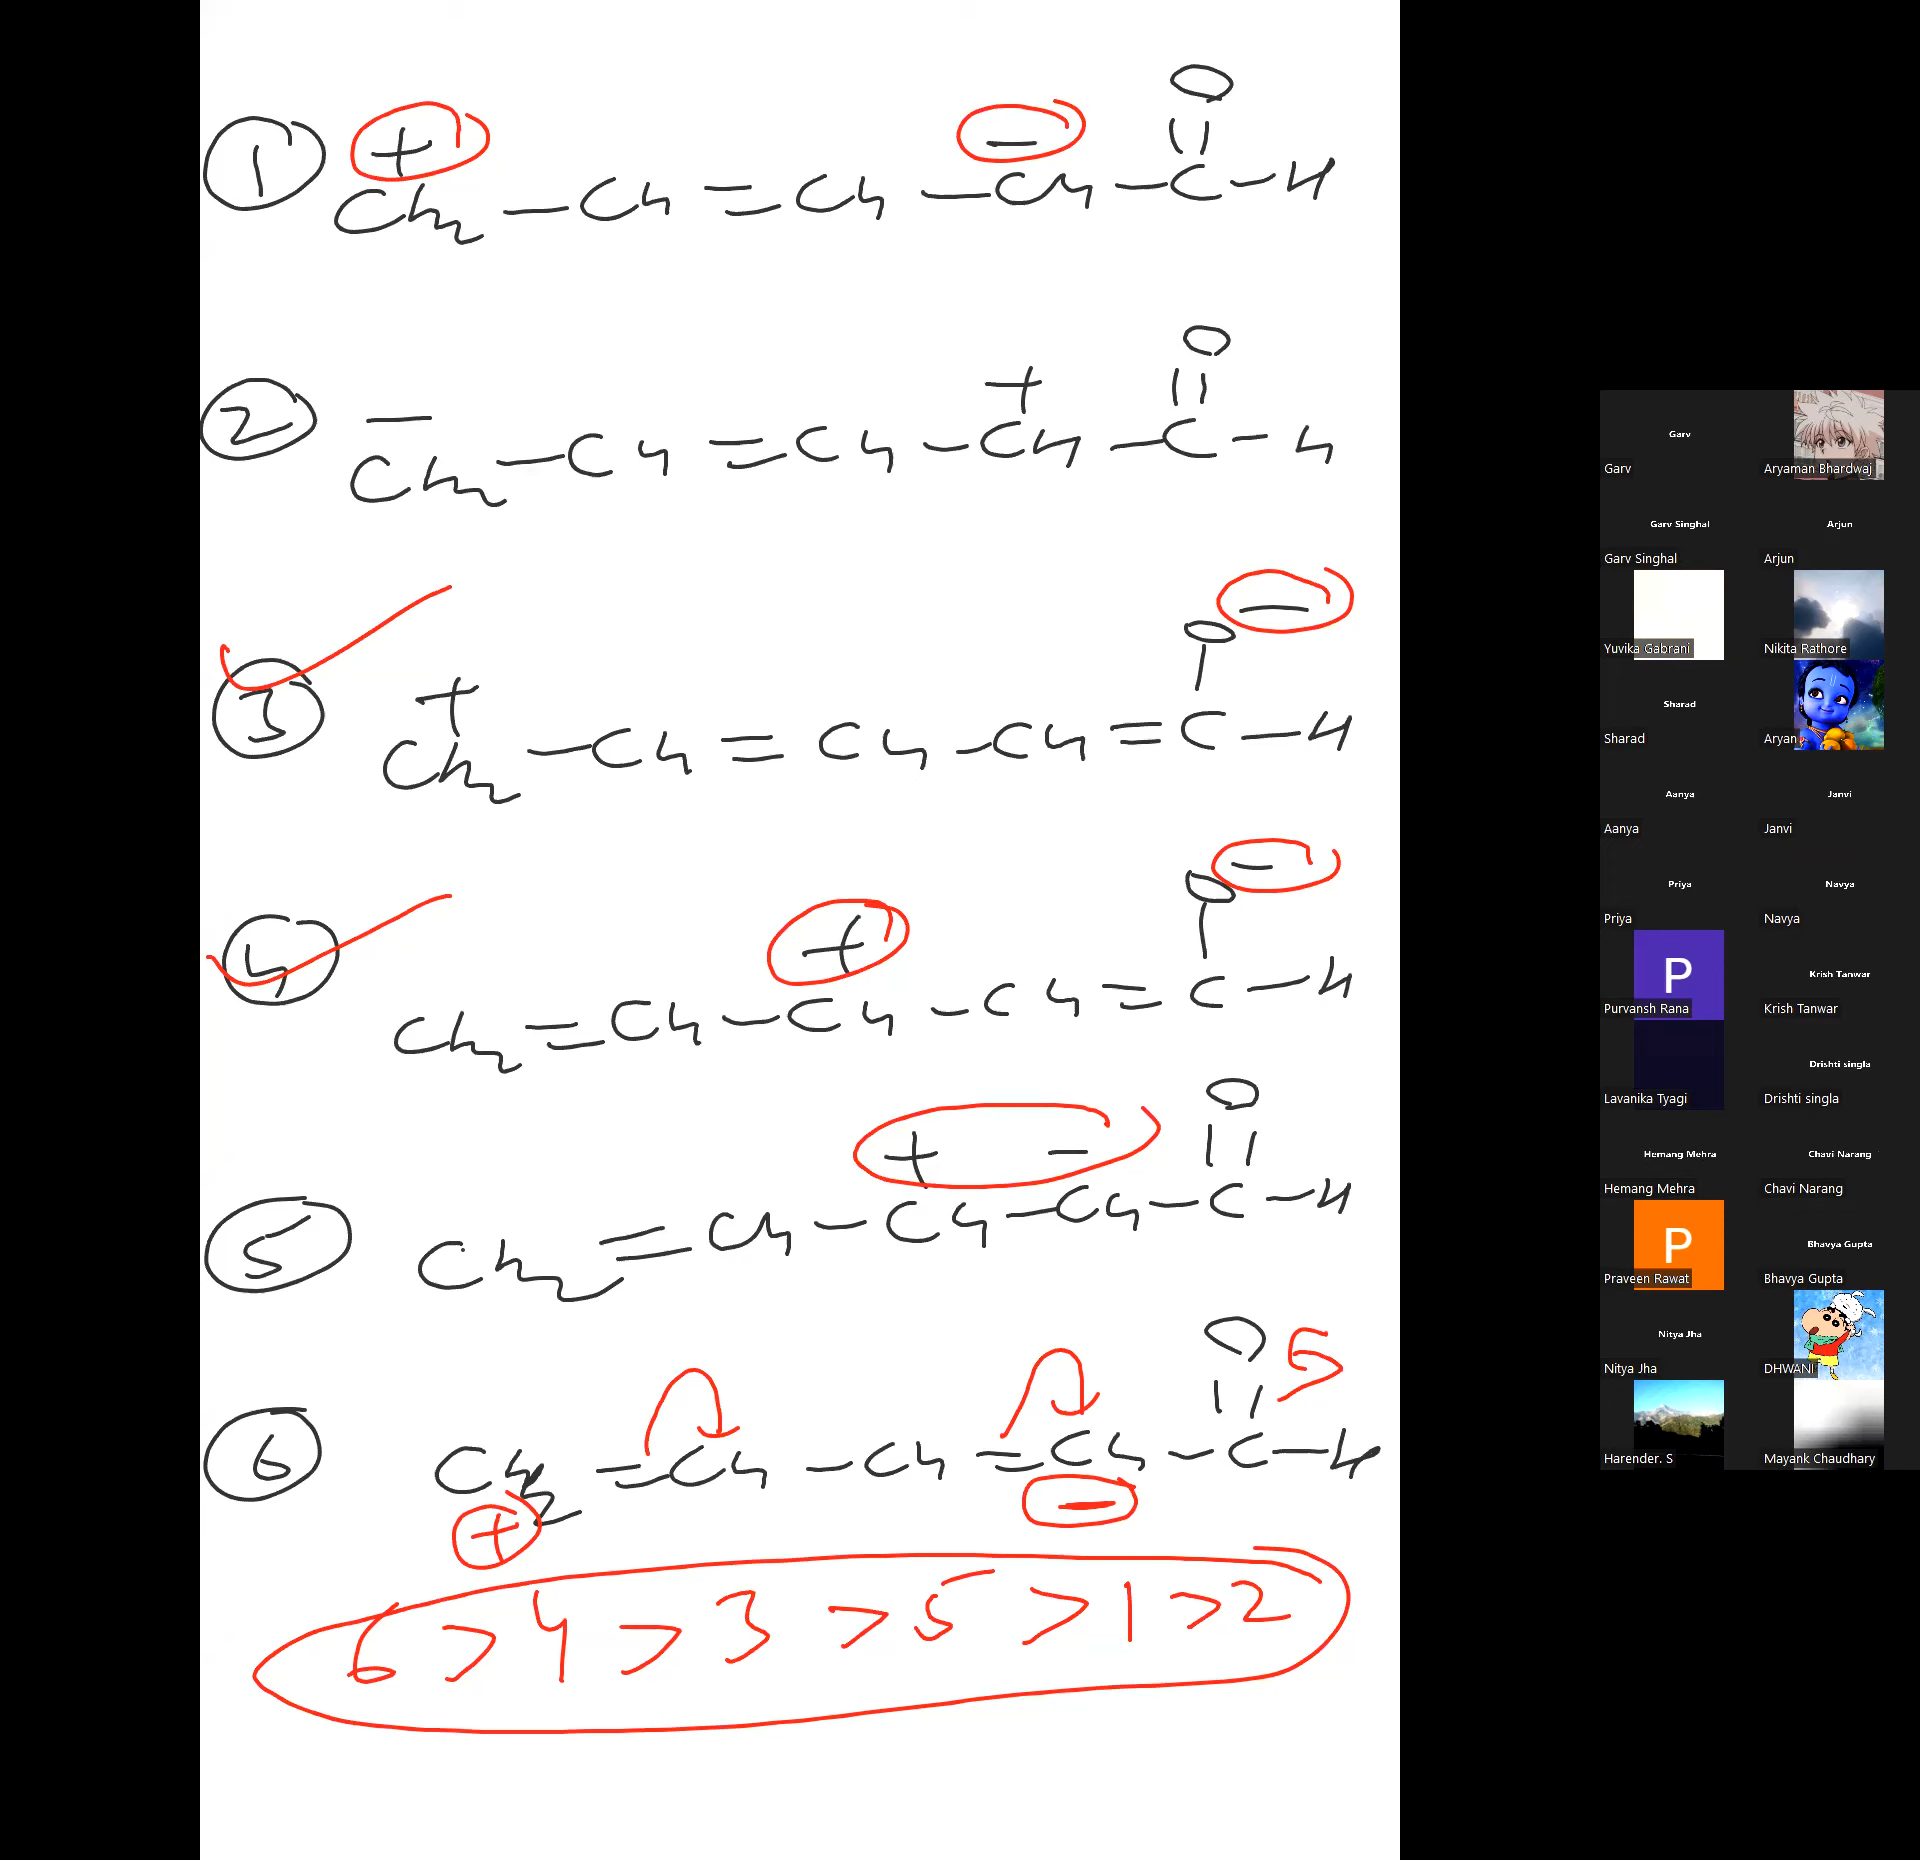 O
1 + −
CH2 − CH = CH − CH − C − H
O
2 − +
CH2 − CH = CH − CH − C − H
O −
3 +
CH2 − CH = CH − CH = C − H
O −
4 +
CH2 = CH − CH − CH = C − H
O
5 + −
CH2 = CH − CH − CH − C − H
O 5
6 CH2 = CH − CH = CH − C − H
+ −
6 > 4 > 3 > 5 > 1 > 2
Garv
Garv
Aryaman Bhardwaj
Garv Singhal
Arjun
Garv Singhal
Arjun
Yuvika Gabrani
Nikita Rathore
Sharad
Sharad
Aryan
Aanya
Janvi
Aanya
Janvi
Priya
Navya
Priya
Navya
P
Krish Tanwar
Purvansh Rana
Krish Tanwar
Drishti singla
Lavanika Tyagi
Drishti singla
Hemang Mehra
Chavi Narang
Hemang Mehra
Chavi Narang
P
Bhavya Gupta
Praveen Rawat
Bhavya Gupta
Nitya Jha
Nitya Jha
DHWANI
Harender. S
Mayank Chaudhary